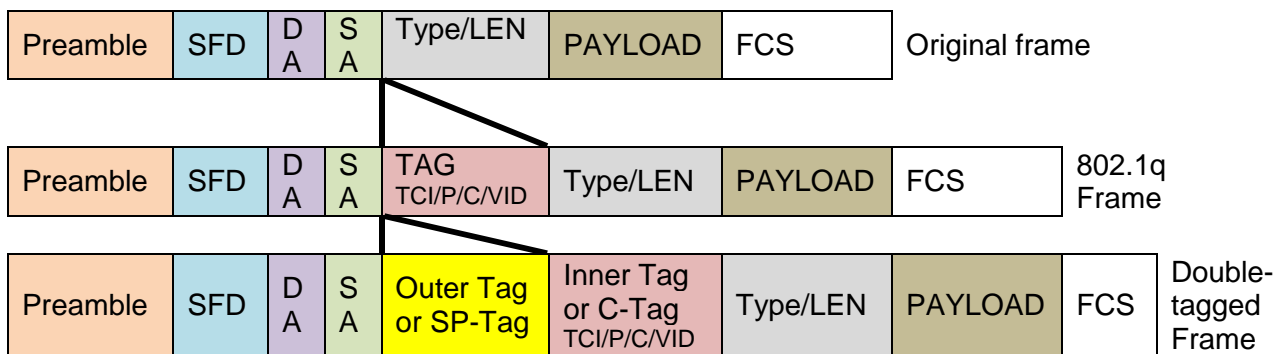 Preamble SFD D A S A Type/LEN PAYLOAD FCS Original frame
Preamble SFD D A S A TAG TCI/P/C/VID Type/LEN PAYLOAD FCS 802.1q Frame
Preamble SFD D A S A Outer Tag or SP-Tag Inner Tag or C-Tag TCI/P/C/VID Type/LEN PAYLOAD FCS Double-tagged Frame